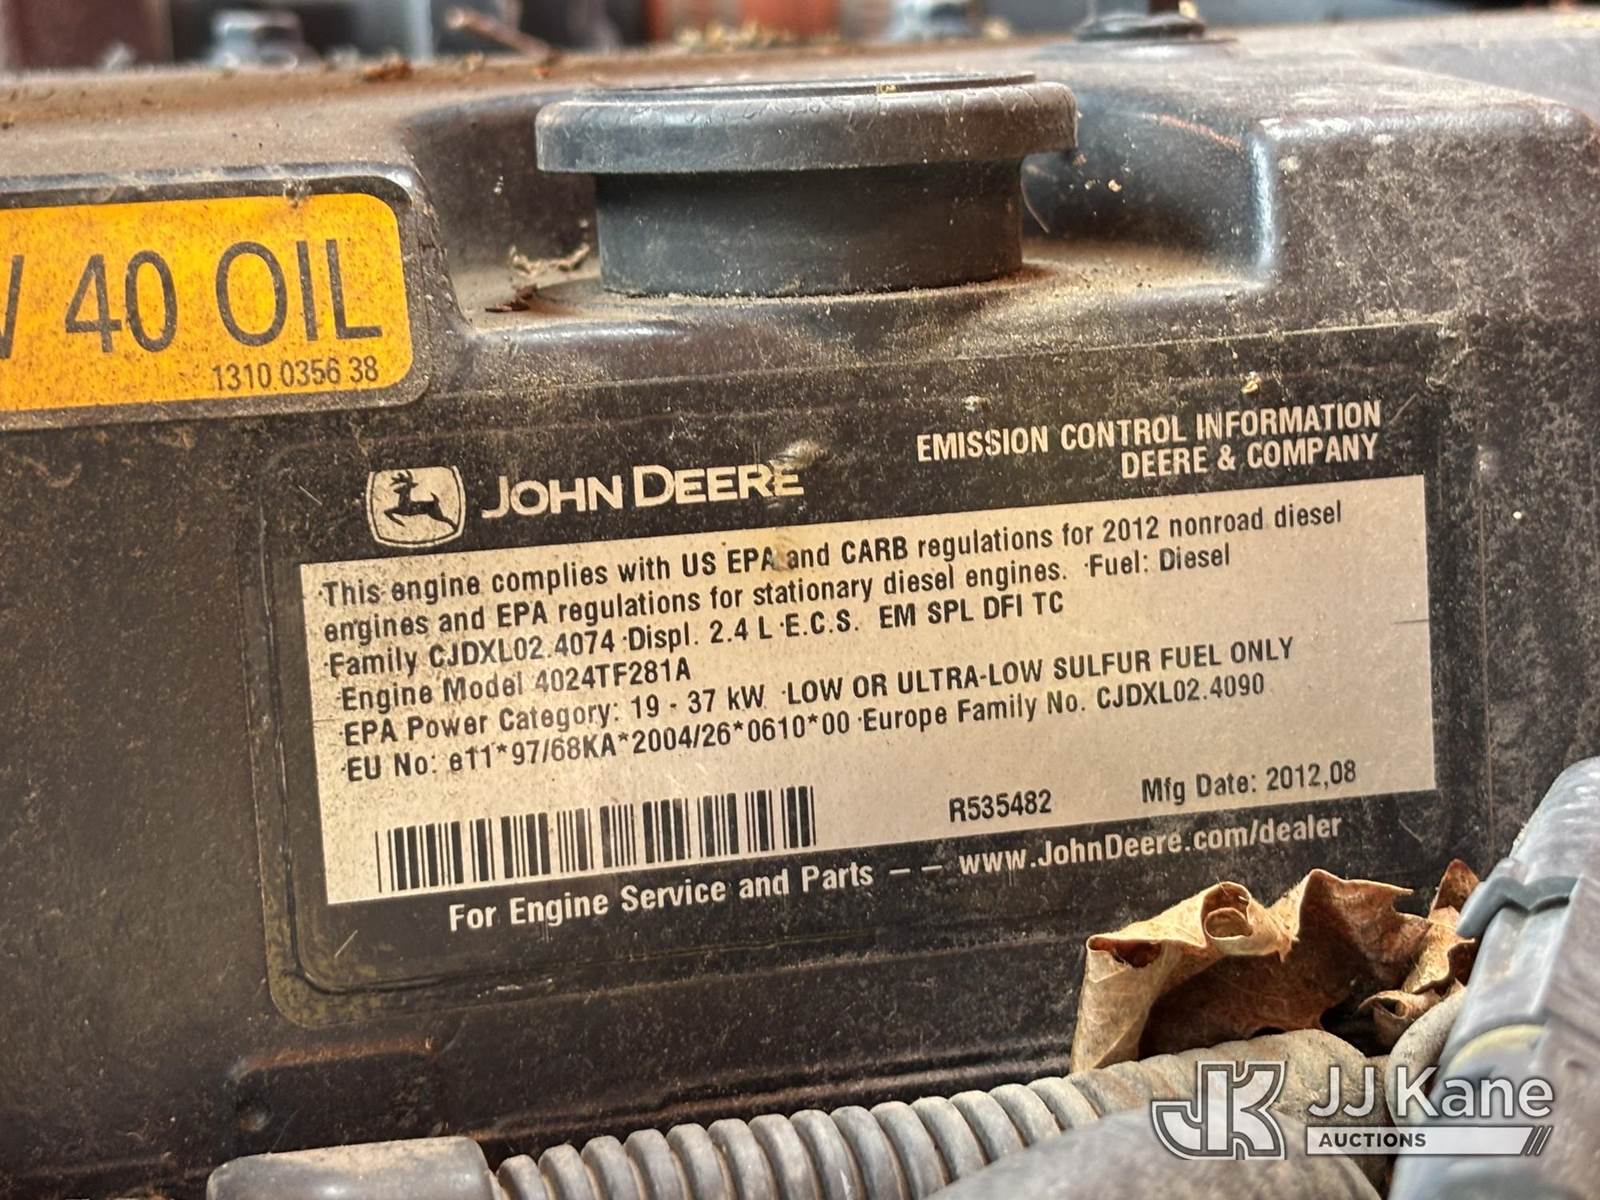 40 OIL
1310 0356 38
JOHN DEERE
EMISSION CONTROL INFORMATION
DEERE & COMPANY
This engine complies with US EPA and CARB regulations for 2012 nonroad diesel
engines and EPA regulations for stationary diesel engines. Fuel: Diesel
Family CJDXL02.4074 Displ. 2.4 L E.C.S. EM SPL DFI TC
Engine Model 4024TF281A
EPA Power Category: 19 - 37 kW LOW OR ULTRA-LOW SULFUR FUEL ONLY
EU No: e11*97/68KA*2004/26*0610*00 Europe Family No. CJDXL02.4090
R535482 Mfg Date: 2012,08
For Engine Service and Parts – – www.JohnDeere.com/dealer
JK JJ Kane
AUCTIONS